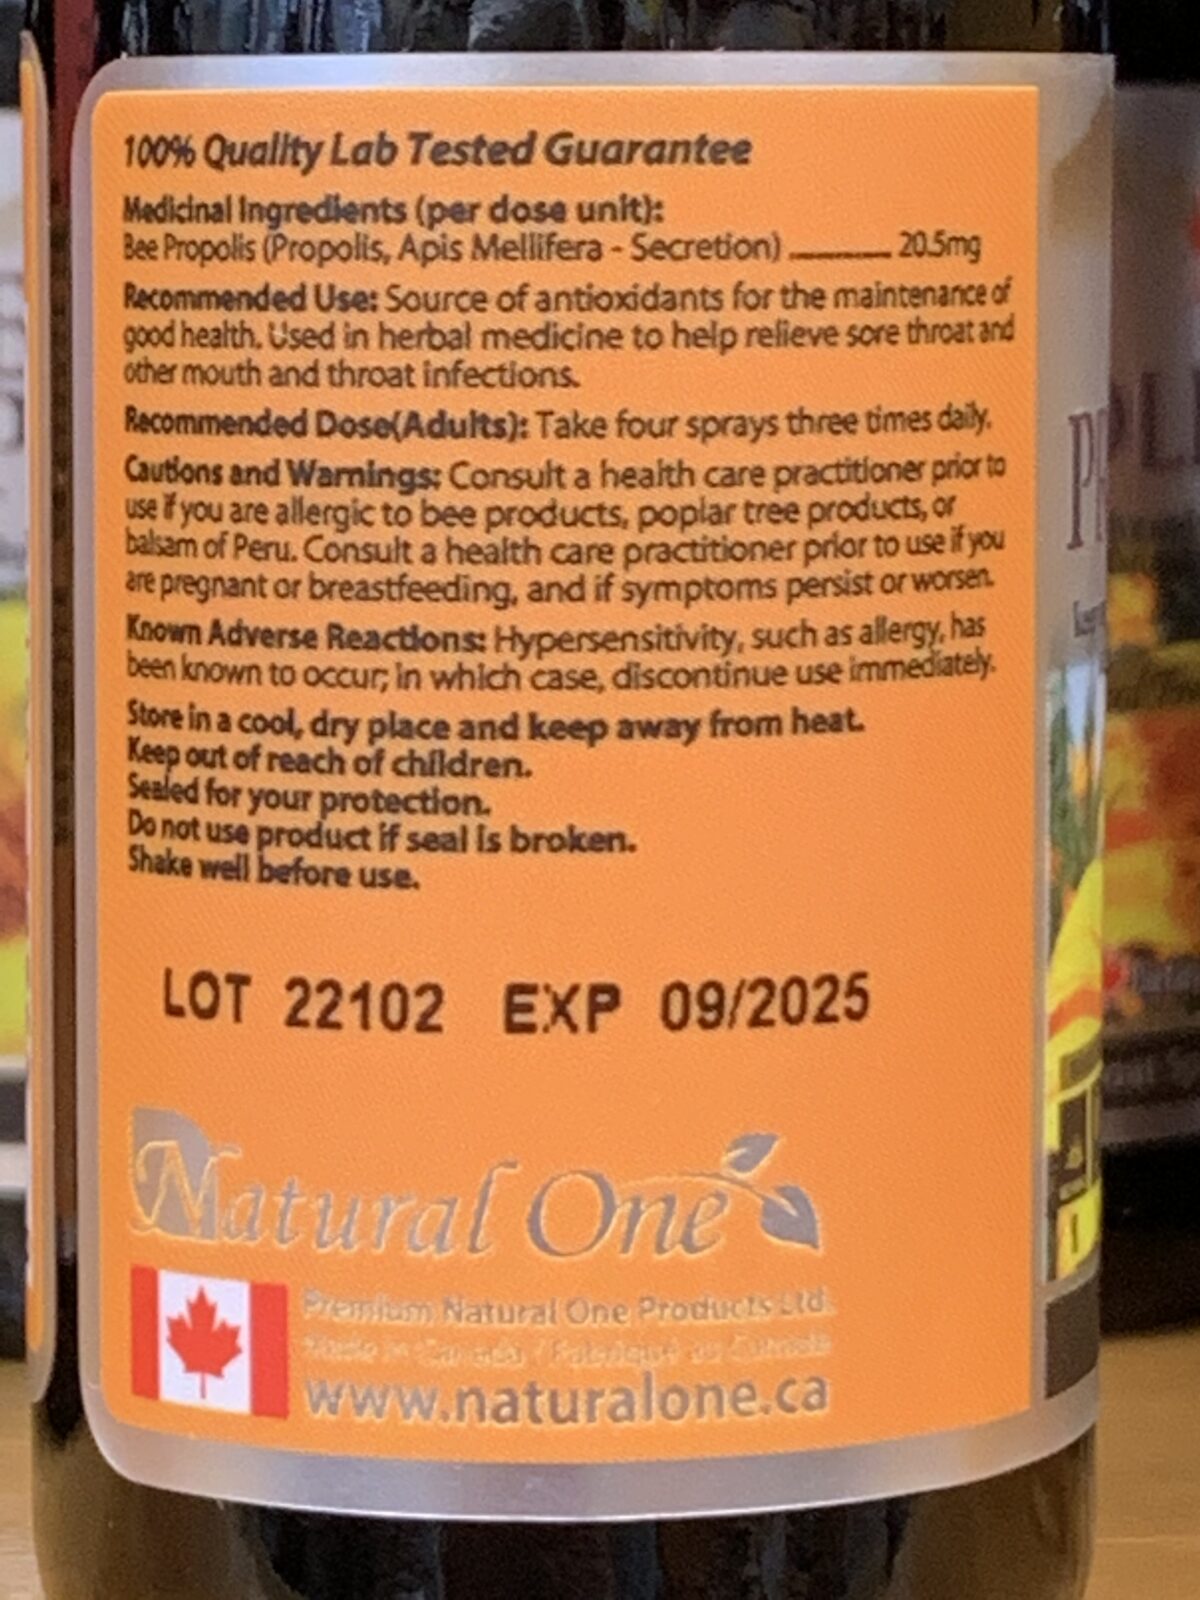 100% Quality Lab Tested Guarantee
Medicinal Ingredients (per dose unit):
Bee Propolis (Propolis, Apis Mellifera - Secretion) ______ 20.5mg
Recommended Use: Source of antioxidants for the maintenance of
good health. Used in herbal medicine to help relieve sore throat and
other mouth and throat infections.
Recommended Dose(Adults): Take four sprays three times daily.
Cautions and Warnings: Consult a health care practitioner prior to
use if you are allergic to bee products, poplar tree products, or
balsam of Peru. Consult a health care practitioner prior to use if you
are pregnant or breastfeeding, and if symptoms persist or worsen.
Known Adverse Reactions: Hypersensitivity, such as allergy, has
been known to occur; in which case, discontinue use immediately.
Store in a cool, dry place and keep away from heat.
Keep out of reach of children.
Sealed for your protection.
Do not use product if seal is broken.
Shake well before use.
LOT 22102 EXP 09/2025
Natural One
Premium Natural One Products Ltd.
Made in Canada / Fabriqué au Canada
www.naturalone.ca